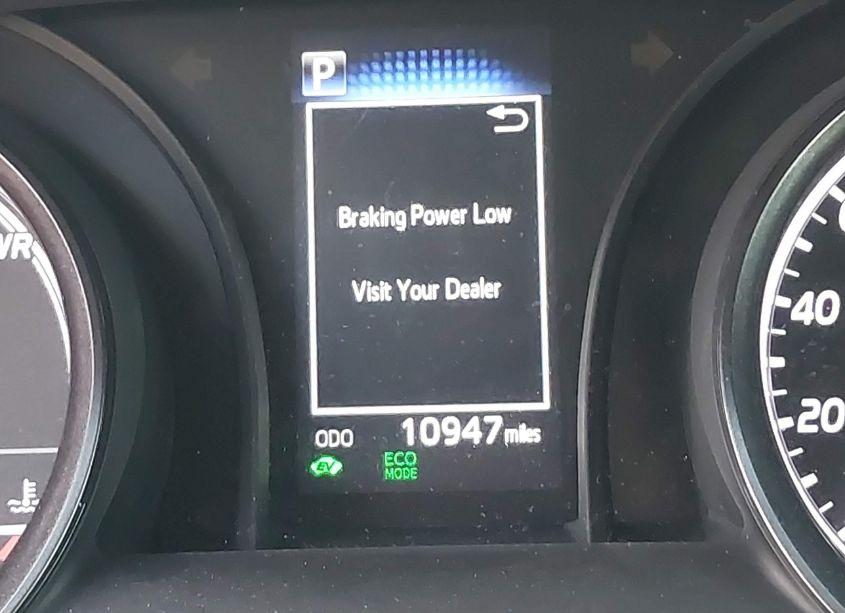 P
Braking Power Low
Visit Your Dealer
ODO 10947 miles
EV ECO
MODE
40
20